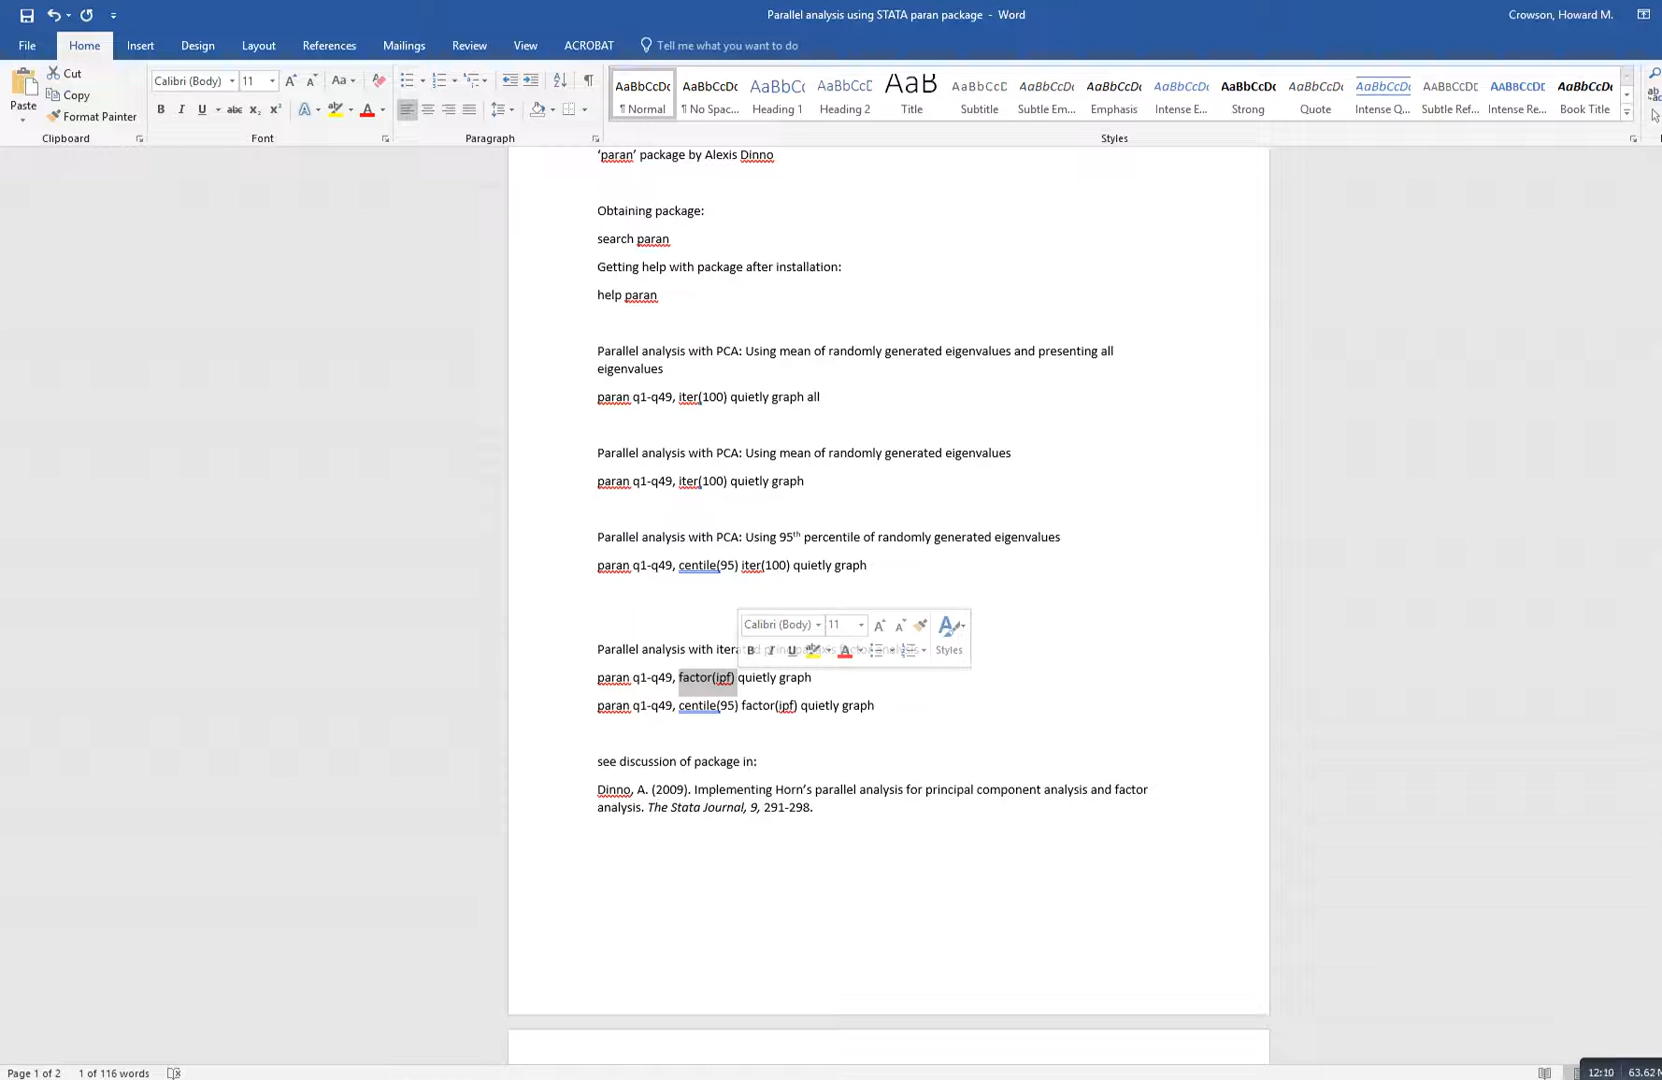 Parallel analysis using STATA paran package - Word
Crowson, Howard M.
File Home Insert Design Layout References Mailings Review View ACROBAT Tell me what you want to do
Paste
Cut
Copy
Format Painter
Calibri (Body) 11
AaBbCcDc AaBbCcDc AaBbCc AaBbCcD AaB AaBbCcD AaBbCcDc AaBbCcDc AaBbCcDc AaBbCcDc AaBbCcDc AaBbCcDc AABBCCDD AABBCCDD AaBbCcDc
¶ Normal ¶ No Spac... Heading 1 Heading 2 Title Subtitle Subtle Em... Emphasis Intense E... Strong Quote Intense Q... Subtle Ref... Intense Re... Book Title
Clipboard Font Paragraph Styles
‘paran’ package by Alexis Dinno
Obtaining package:
search paran
Getting help with package after installation:
help paran
Parallel analysis with PCA: Using mean of randomly generated eigenvalues and presenting all
eigenvalues
paran q1-q49, iter(100) quietly graph all
Parallel analysis with PCA: Using mean of randomly generated eigenvalues
paran q1-q49, iter(100) quietly graph
Parallel analysis with PCA: Using 95th percentile of randomly generated eigenvalues
paran q1-q49, centile(95) iter(100) quietly graph
Calibri (Body) 11
Styles
Parallel analysis with iterated principal axis factor analysis
paran q1-q49, factor(ipf) quietly graph
paran q1-q49, centile(95) factor(ipf) quietly graph
see discussion of package in:
Dinno, A. (2009). Implementing Horn’s parallel analysis for principal component analysis and factor
analysis. The Stata Journal, 9, 291-298.
Page 1 of 2 1 of 116 words
12:10 63.62